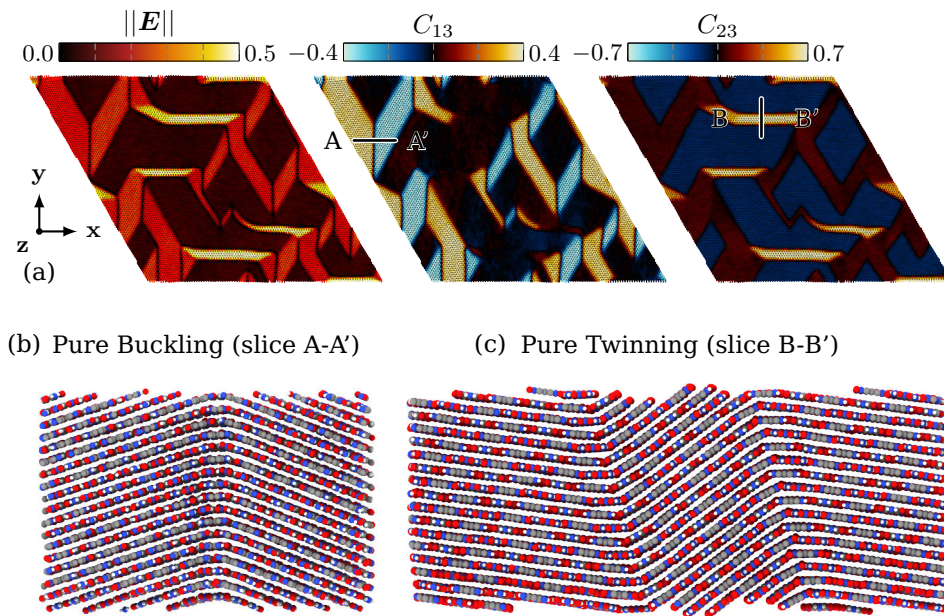 ||E|| C₁₃ C₂₃
0.0 0.5 −0.4 0.4 −0.7 0.7
A A' B B'
y
z x
(a)
(b) Pure Buckling (slice A-A') (c) Pure Twinning (slice B-B')